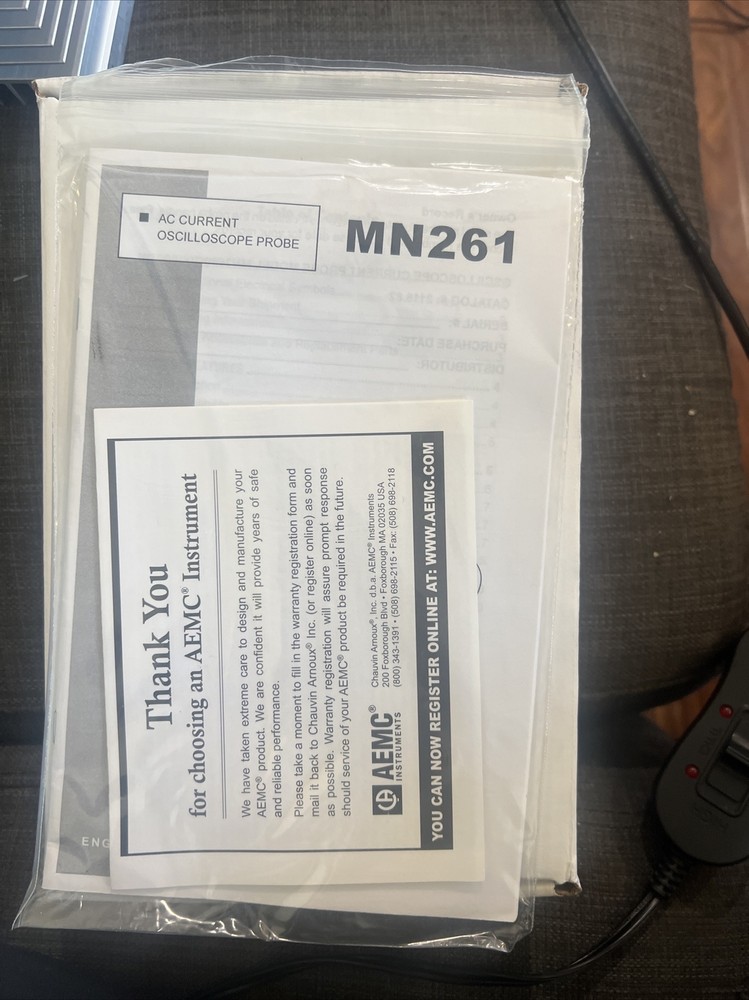 ■ AC CURRENT
OSCILLOSCOPE PROBE
MN261
Owner's Record
CATALOG #: 2115.82
SERIAL #:
PURCHASE DATE:
DISTRIBUTOR:
Thank You
for choosing an AEMC® Instrument
We have taken extreme care to design and manufacture your
AEMC® product. We are confident it will provide years of safe
and reliable performance.
Please take a moment to fill in the warranty registration form and
mail it back to Chauvin Arnoux® Inc. (or register online) as soon
as possible. Warranty registration will assure prompt response
should service of your AEMC® product be required in the future.
AEMC®
INSTRUMENTS
Chauvin Arnoux®, Inc. d.b.a. AEMC® Instruments
200 Foxborough Blvd • Foxborough MA 02035 USA
(800) 343-1391 • (508) 698-2115 • Fax: (508) 698-2118
YOU CAN NOW REGISTER ONLINE AT: WWW.AEMC.COM
ENG